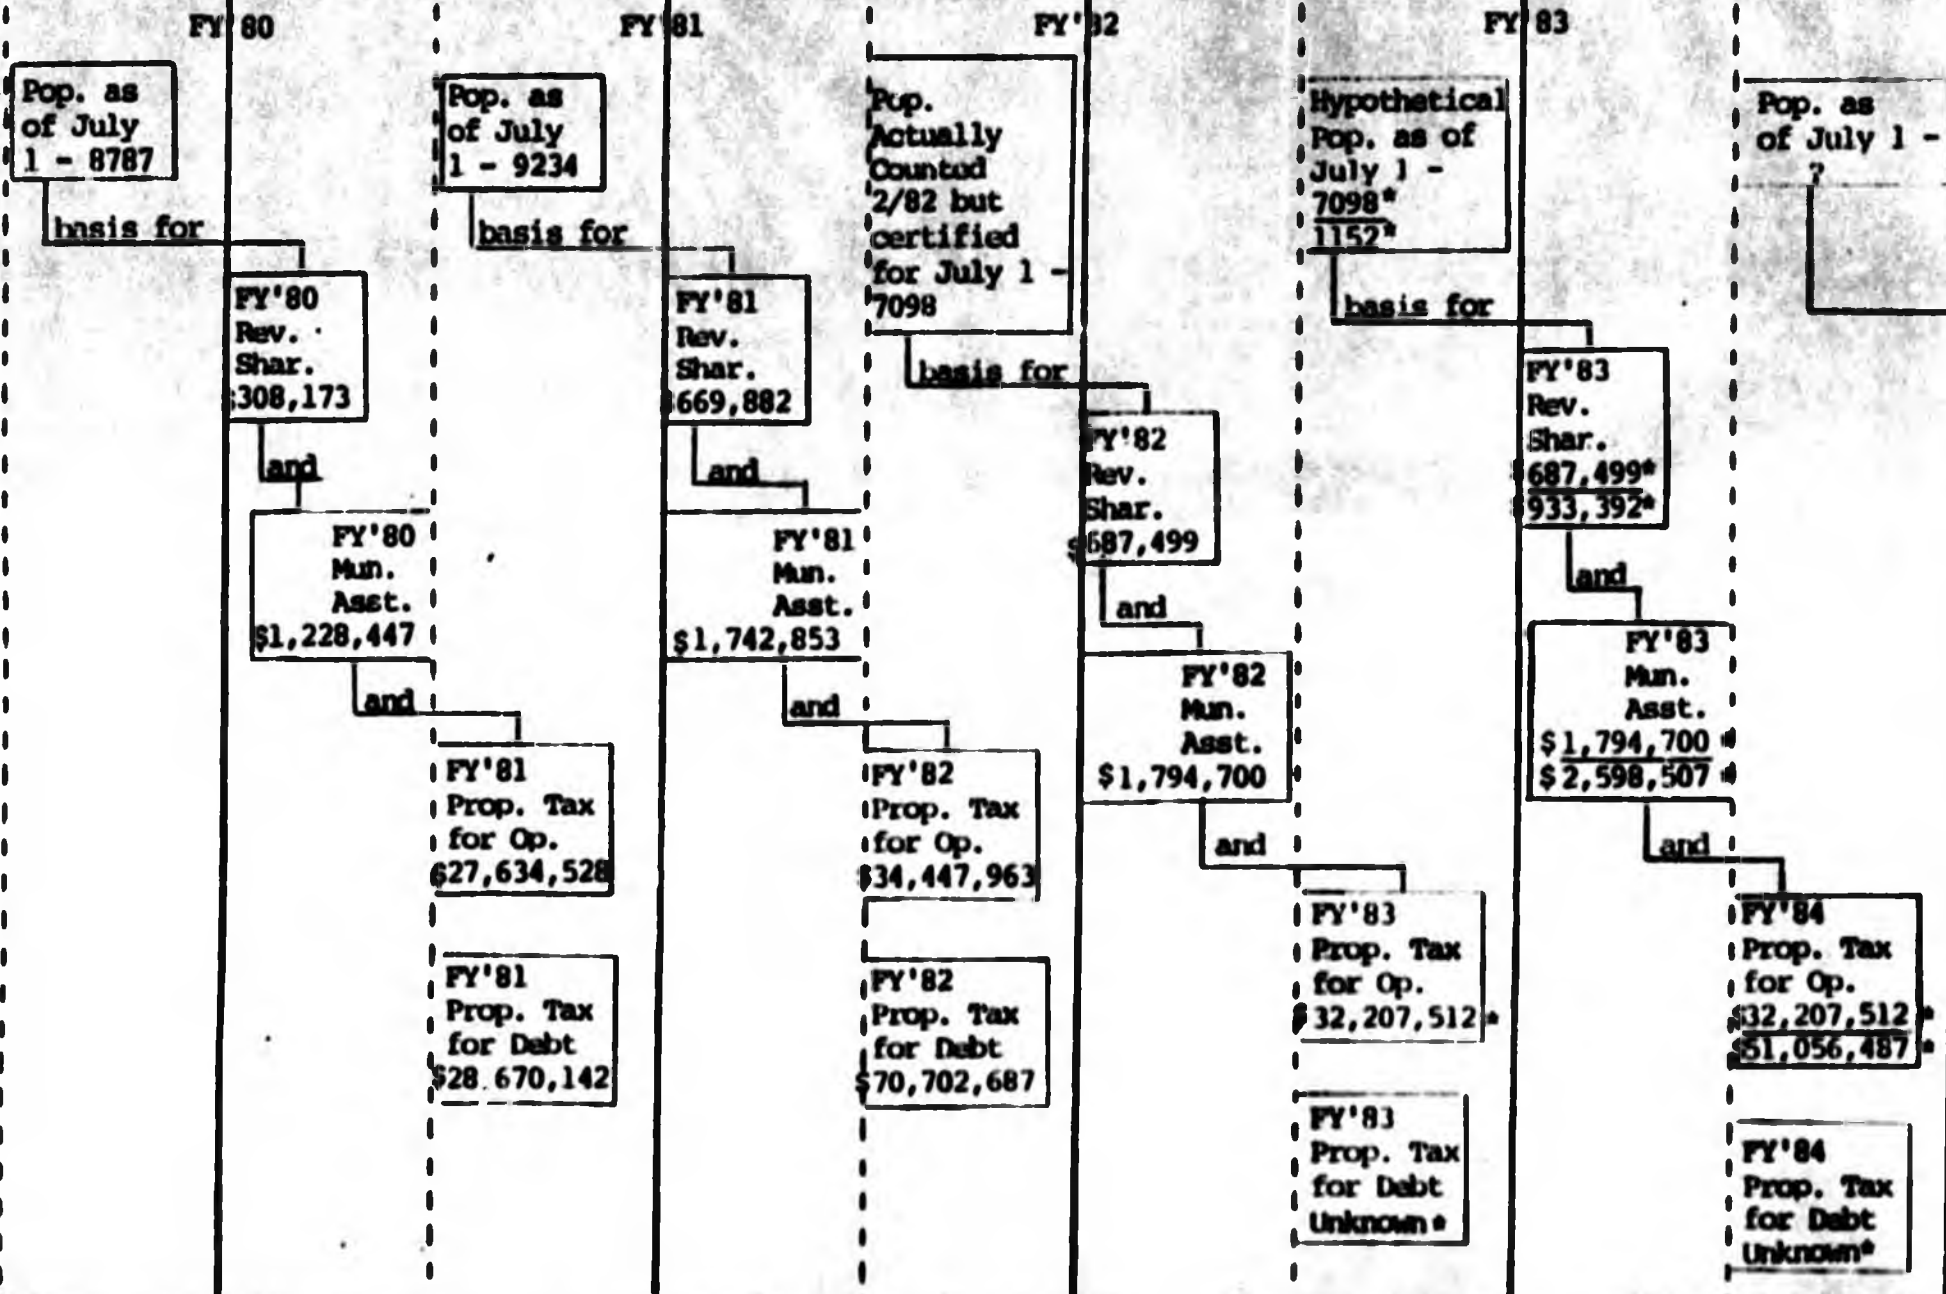 FY'80
Pop. as
of July
1 - 8787
basis for
FY'80
Rev.
Shar.
$308,173
and
FY'80
Mun.
Asst.
$1,228,447
and
FY'81
Prop. Tax
for Op.
$27,634,528
FY'81
Prop. Tax
for Debt
$28.670,142
FY'81
Pop. as
of July
1 - 9234
basis for
FY'81
Rev.
Shar.
$669,882
and
FY'81
Mun.
Asst.
$1,742,853
and
FY'82
Prop. Tax
for Op.
$34,447,963
FY'82
Prop. Tax
for Debt
$70,702,687
FY'82
Pop.
Actually
Counted
2/82 but
certified
for July 1 -
7098
basis for
FY'82
Rev.
Shar.
$687,499
and
FY'82
Mun.
Asst.
$1,794,700
and
FY'83
Prop. Tax
for Op.
$32,207,512*
FY'83
Prop. Tax
for Debt
Unknown*
FY'83
Hypothetical
Pop. as of
July 1 -
7098*
1152*
basis for
FY'83
Rev.
Shar.
$687,499*
$933,392*
and
FY'83
Mun.
Asst.
$1,794,700*
$2,598,507*
and
FY'84
Prop. Tax
for Op.
$32,207,512*
$51,056,487*
FY'84
Prop. Tax
for Debt
Unknown*
Pop. as
of July 1 -
?